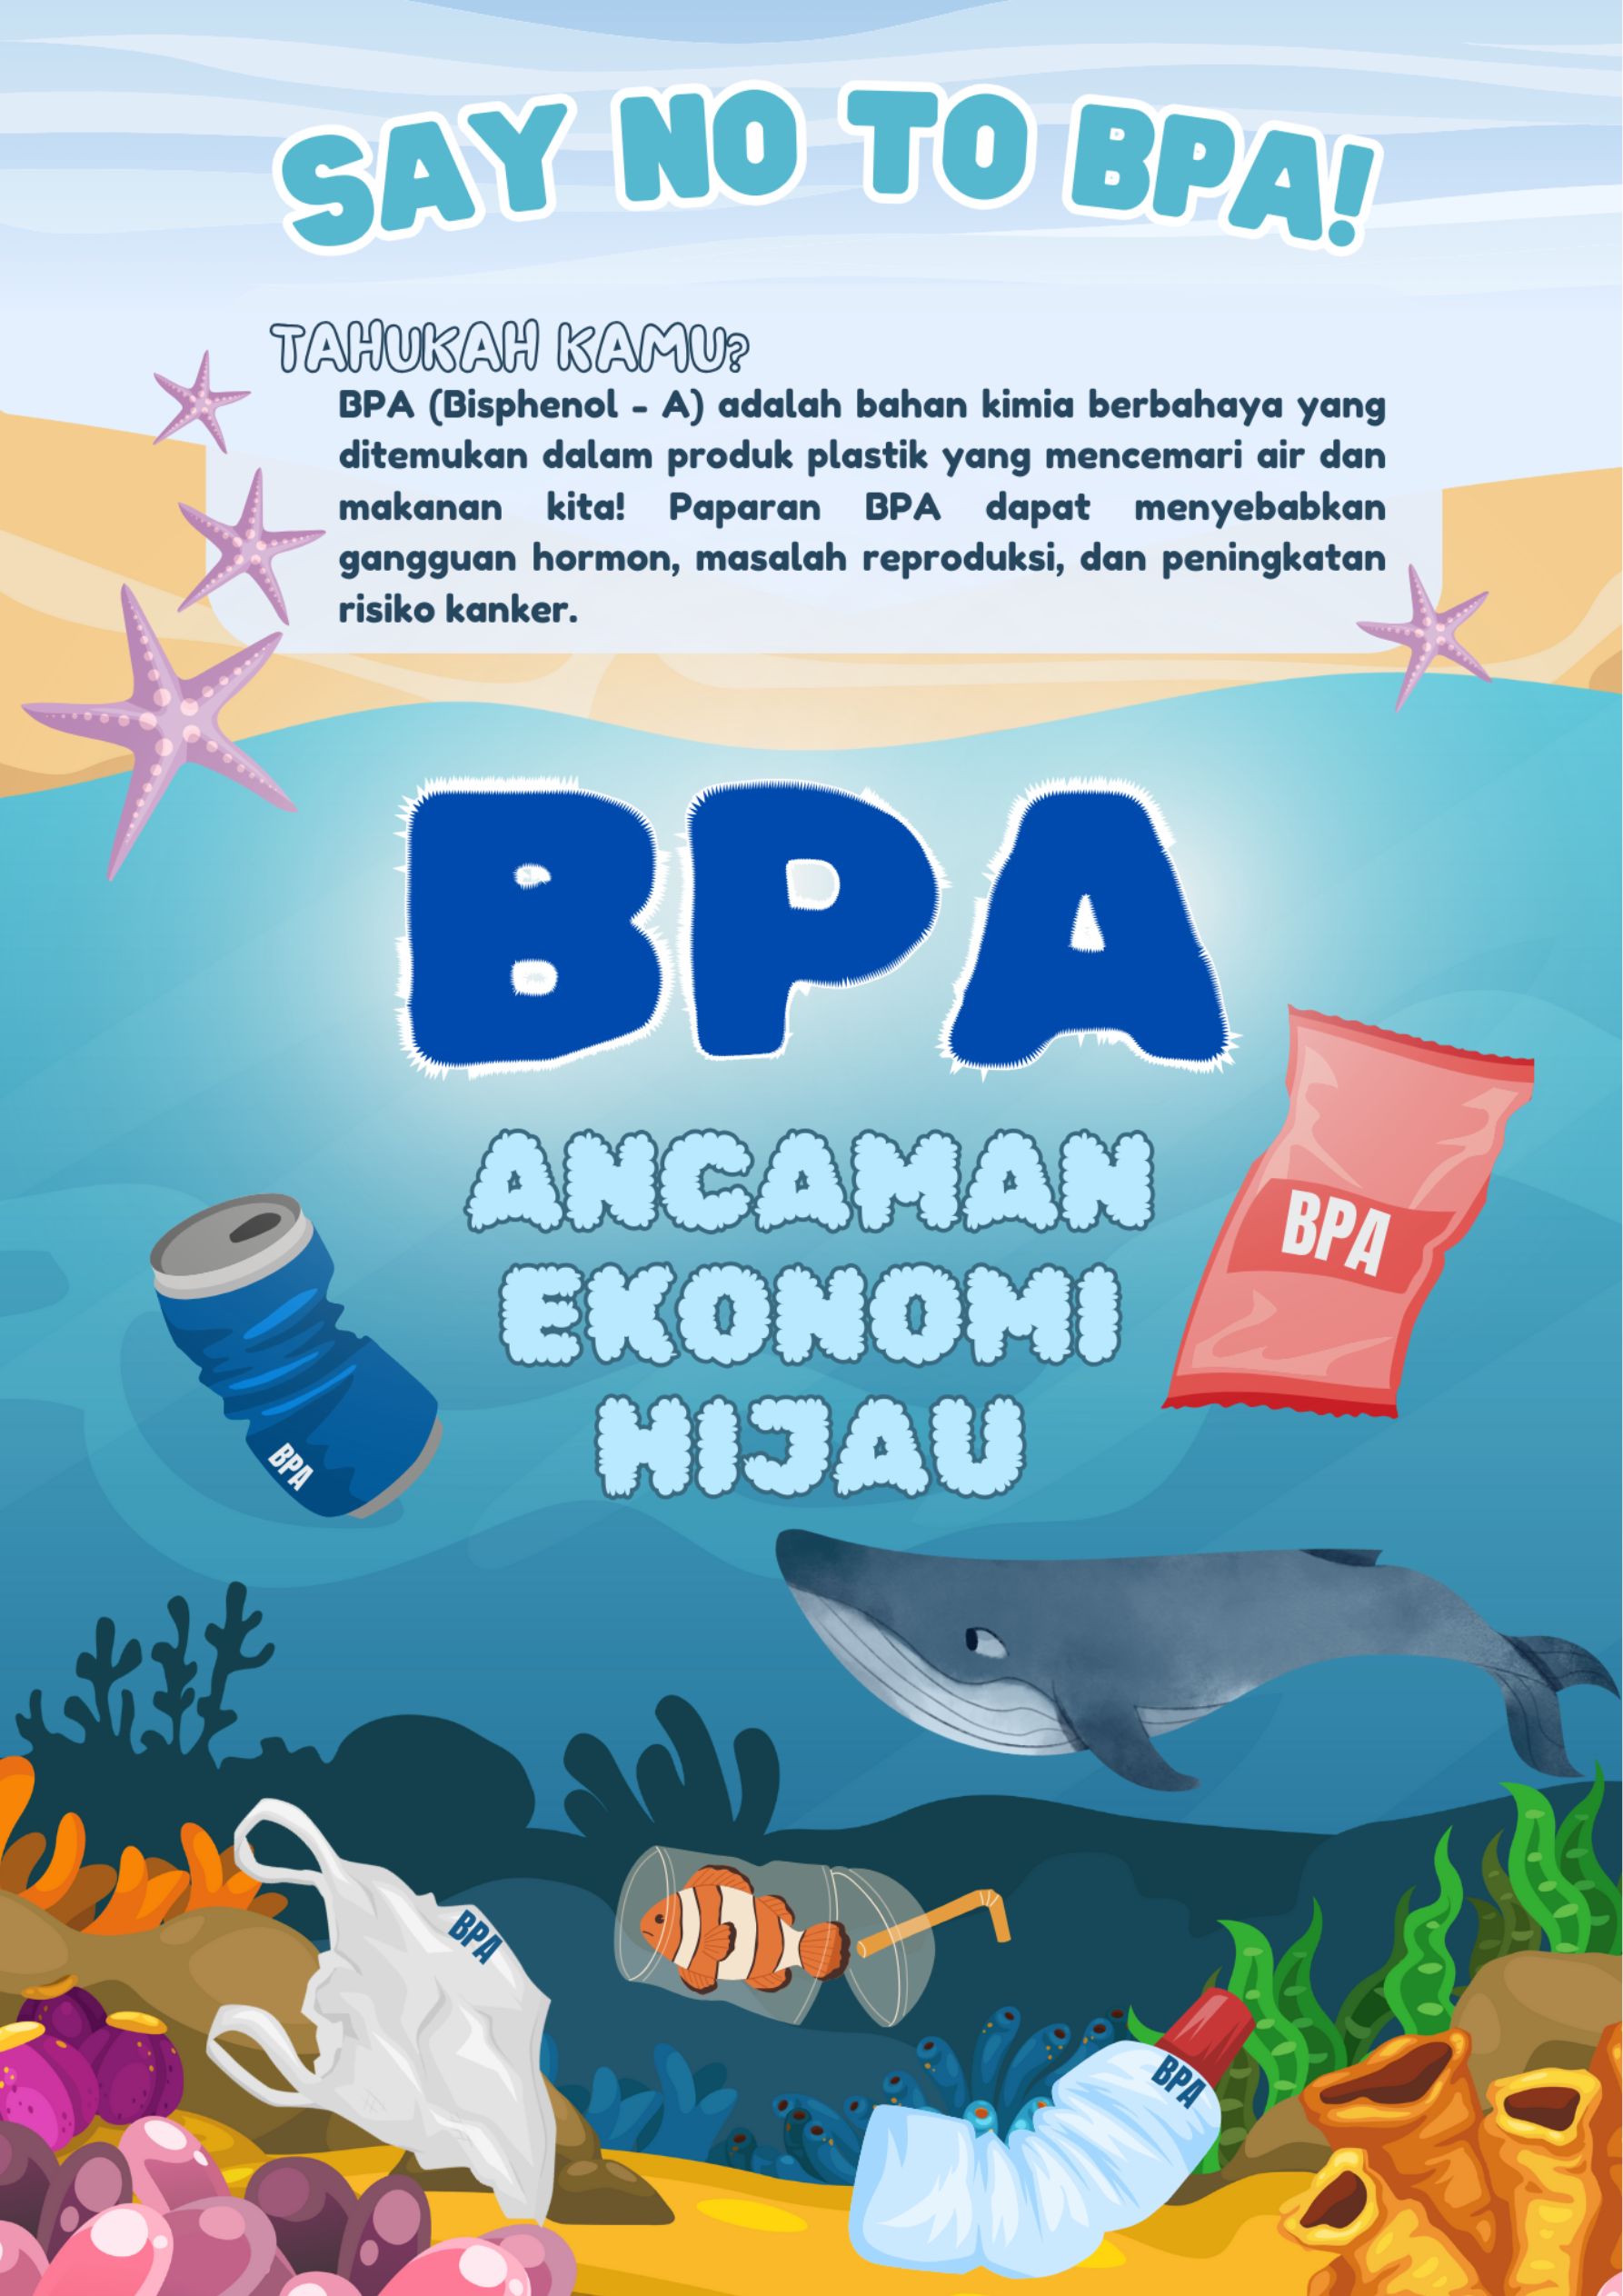 SAY NO TO BPA!
TAHUKAH KAMU?
BPA (Bisphenol - A) adalah bahan kimia berbahaya yang
ditemukan dalam produk plastik yang mencemari air dan
makanan kita! Paparan BPA dapat menyebabkan
gangguan hormon, masalah reproduksi, dan peningkatan
risiko kanker.
BPA
ANCAMAN
EKONOMI
HIJAU
BPA
BPA
BPA
BPA